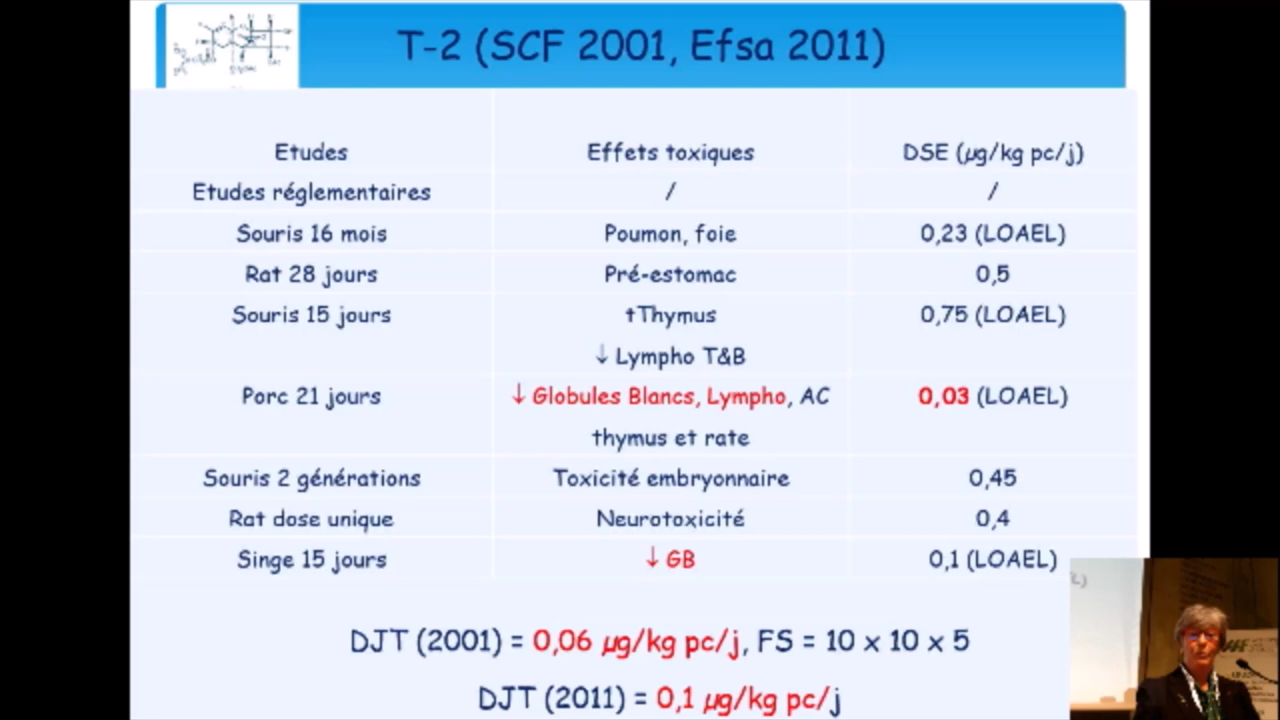 T-2 (SCF 2001, Efsa 2011)
Etudes Effets toxiques DSE (µg/kg pc/j)
Etudes réglementaires / /
Souris 16 mois Poumon, foie 0,23 (LOAEL)
Rat 28 jours Pré-estomac 0,5
Souris 15 jours †Thymus 0,75 (LOAEL)
↓ Lympho T&B
Porc 21 jours ↓ Globules Blancs, Lympho, AC 0,03 (LOAEL)
thymus et rate
Souris 2 générations Toxicité embryonnaire 0,45
Rat dose unique Neurotoxicité 0,4
Singe 15 jours ↓ GB 0,1 (LOAEL)
DJT (2001) = 0,06 µg/kg pc/j, FS = 10 x 10 x 5
DJT (2011) = 0,1 µg/kg pc/j